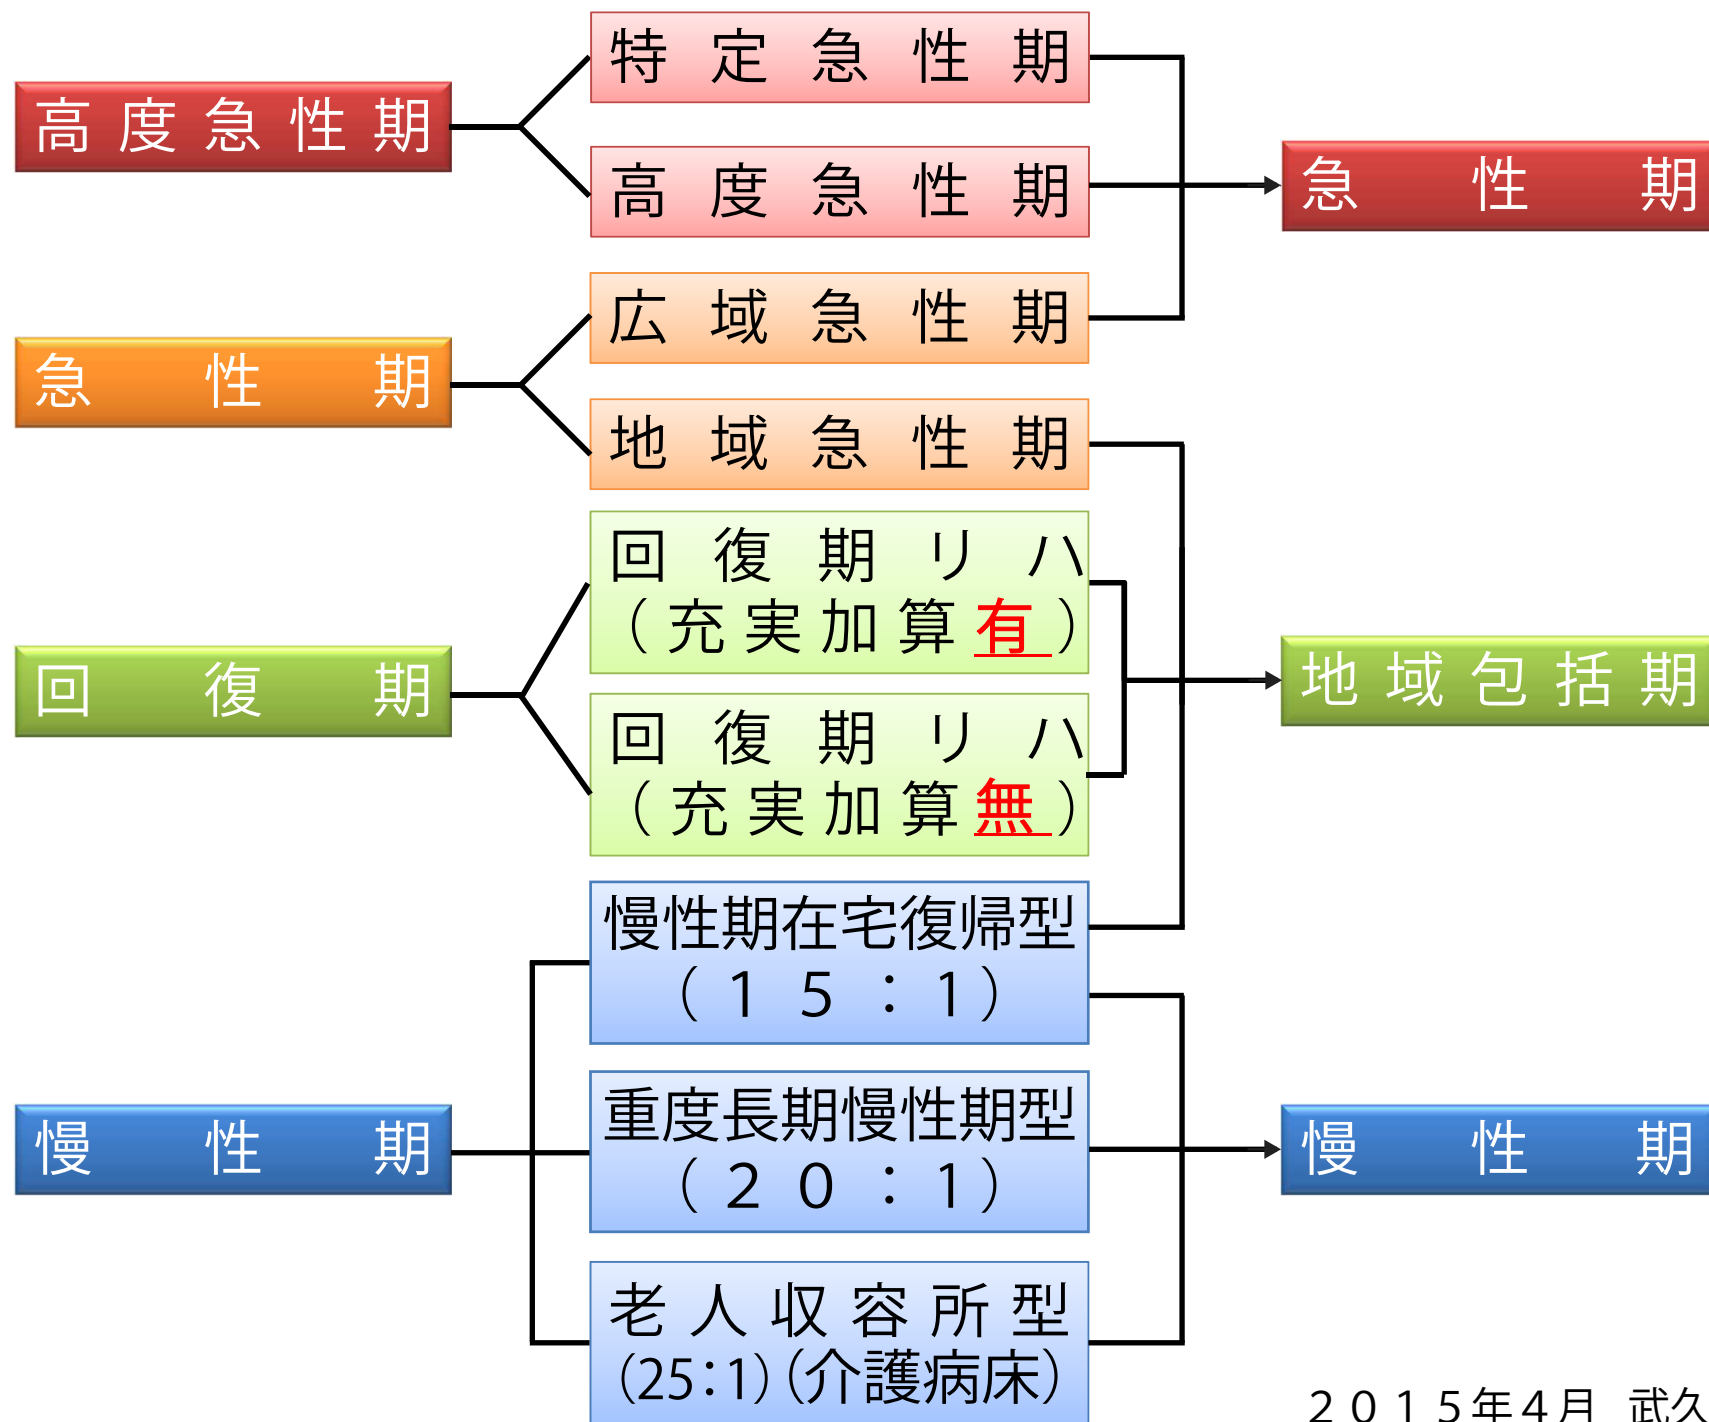 高度急性期
急性期
回復期
慢性期
特定急性期
高度急性期
広域急性期
地域急性期
回復期リハ
（充実加算有）
回復期リハ
（充実加算無）
慢性期在宅復帰型
（１５：１）
重度長期慢性期型
（２０：１）
老人収容所型
(25：1)（介護病床）
急性期
地域包括期
慢性期
２０１５年４月 武久